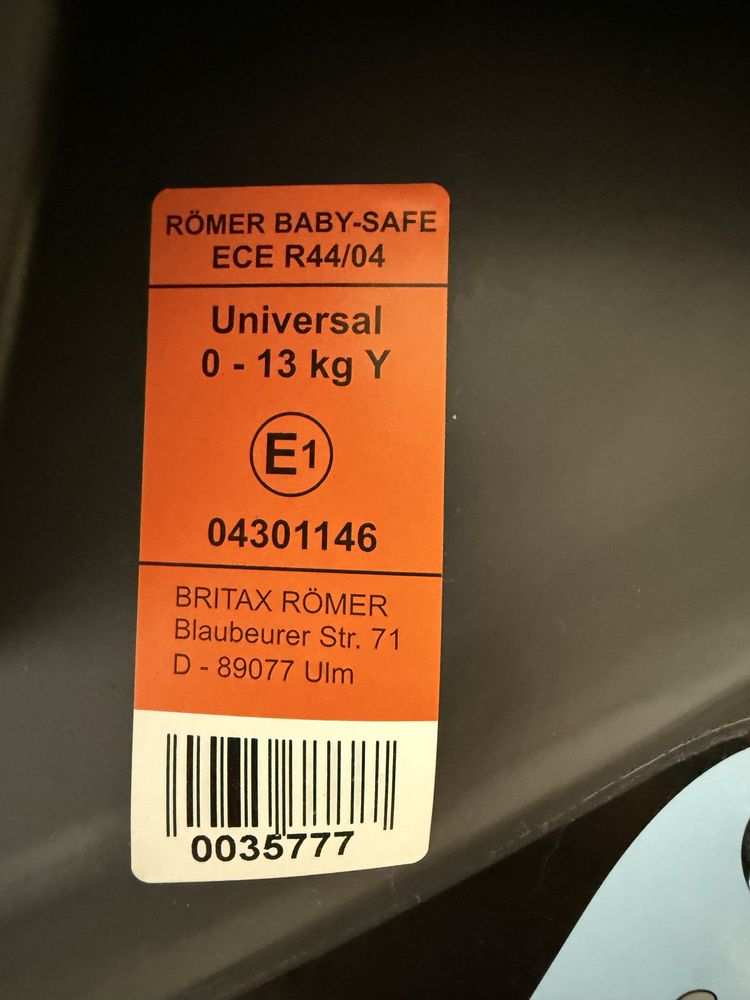 RÖMER BABY-SAFE
ECE R44/04
Universal
0 - 13 kg Y
E1
04301146
BRITAX RÖMER
Blaubeurer Str. 71
D - 89077 Ulm
0035777